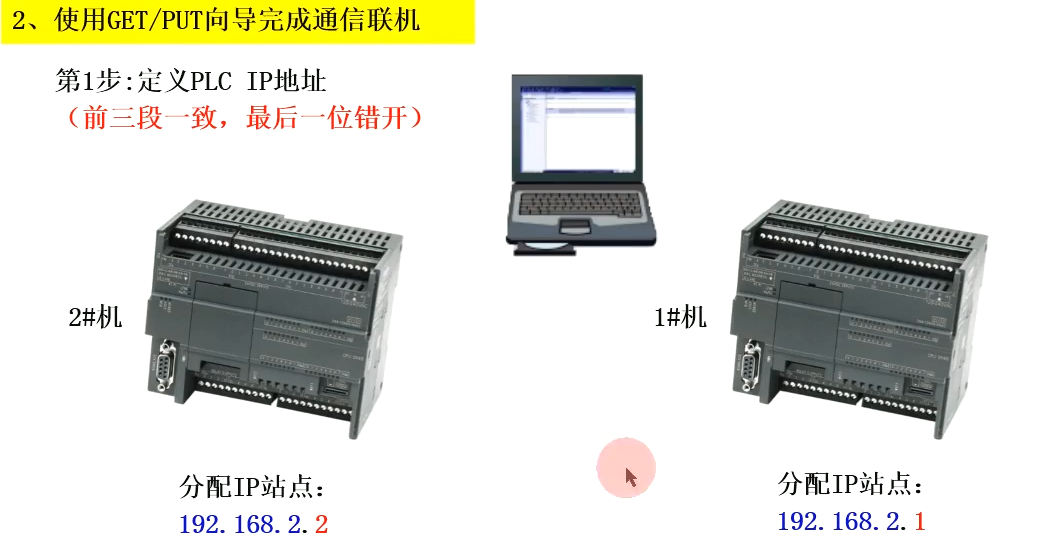 2、使用GET/PUT向导完成通信联机
第1步:定义PLC IP地址
（前三段一致，最后一位错开）
2#机
1#机
分配IP站点：
192.168.2.2
分配IP站点：
192.168.2.1